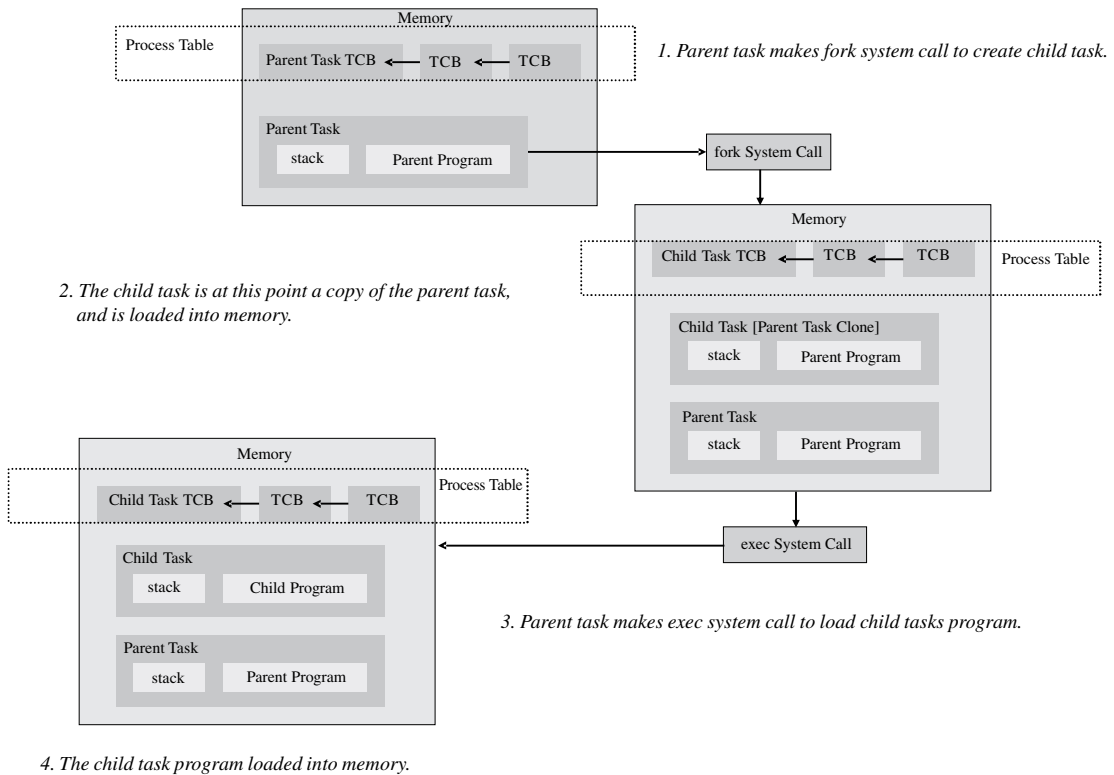 Memory
Process Table
Parent Task TCB
TCB
TCB
1. Parent task makes fork system call to create child task.
Parent Task
stack
Parent Program
fork System Call
Memory
Child Task TCB
TCB
TCB
Process Table
2. The child task is at this point a copy of the parent task,
and is loaded into memory.
Child Task [Parent Task Clone]
stack
Parent Program
Parent Task
stack
Parent Program
Memory
Process Table
Child Task TCB
TCB
TCB
exec System Call
Child Task
stack
Child Program
3. Parent task makes exec system call to load child tasks program.
Parent Task
stack
Parent Program
4. The child task program loaded into memory.